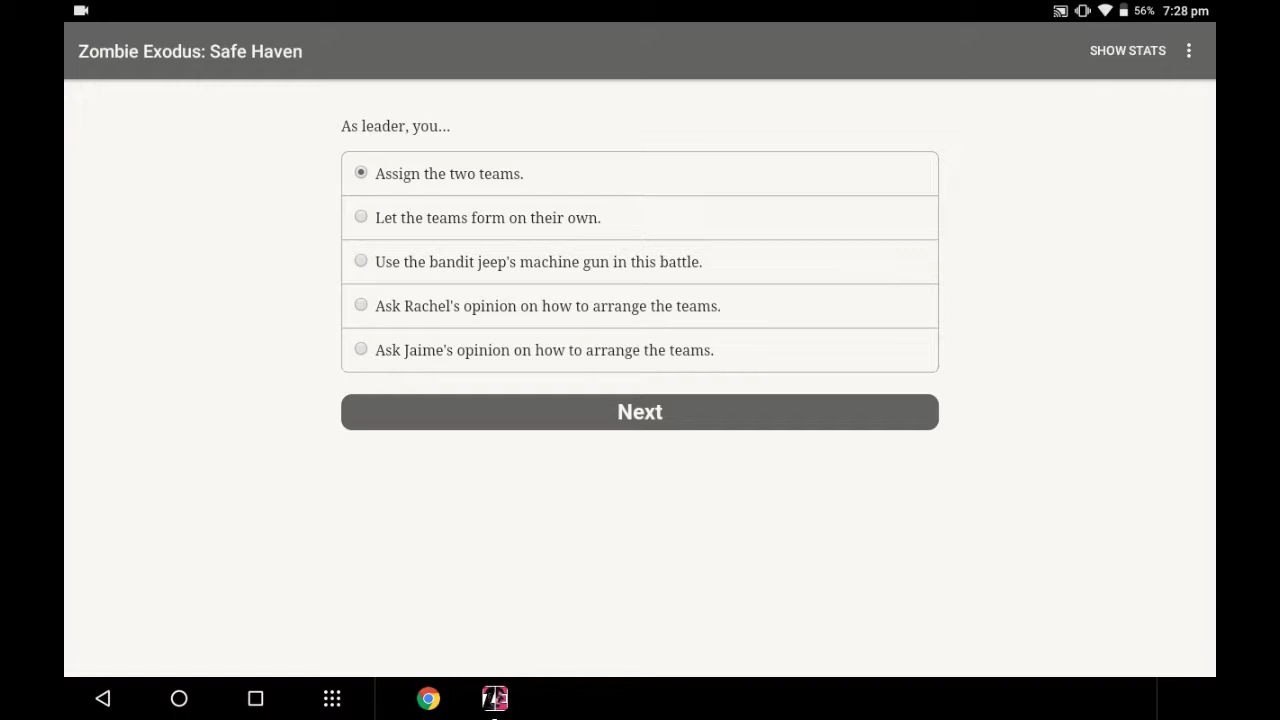 56% 7:28 pm
Zombie Exodus: Safe Haven
SHOW STATS
As leader, you...
Assign the two teams.
Let the teams form on their own.
Use the bandit jeep's machine gun in this battle.
Ask Rachel's opinion on how to arrange the teams.
Ask Jaime's opinion on how to arrange the teams.
Next
ZE